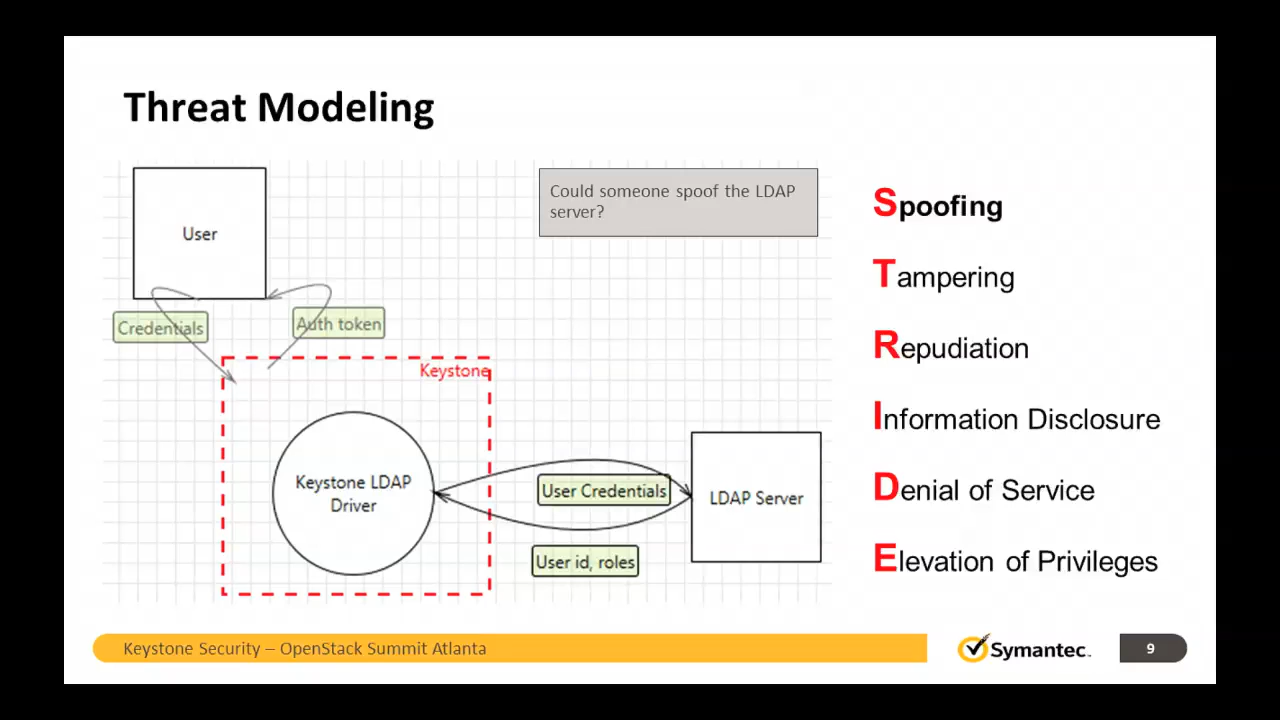 Threat Modeling
User
Could someone spoof the LDAP
server?
Credentials
Auth token
Keystone
Keystone LDAP
Driver
User Credentials
LDAP Server
User id, roles
Spoofing
Tampering
Repudiation
Information Disclosure
Denial of Service
Elevation of Privileges
Keystone Security – OpenStack Summit Atlanta
Symantec™
9